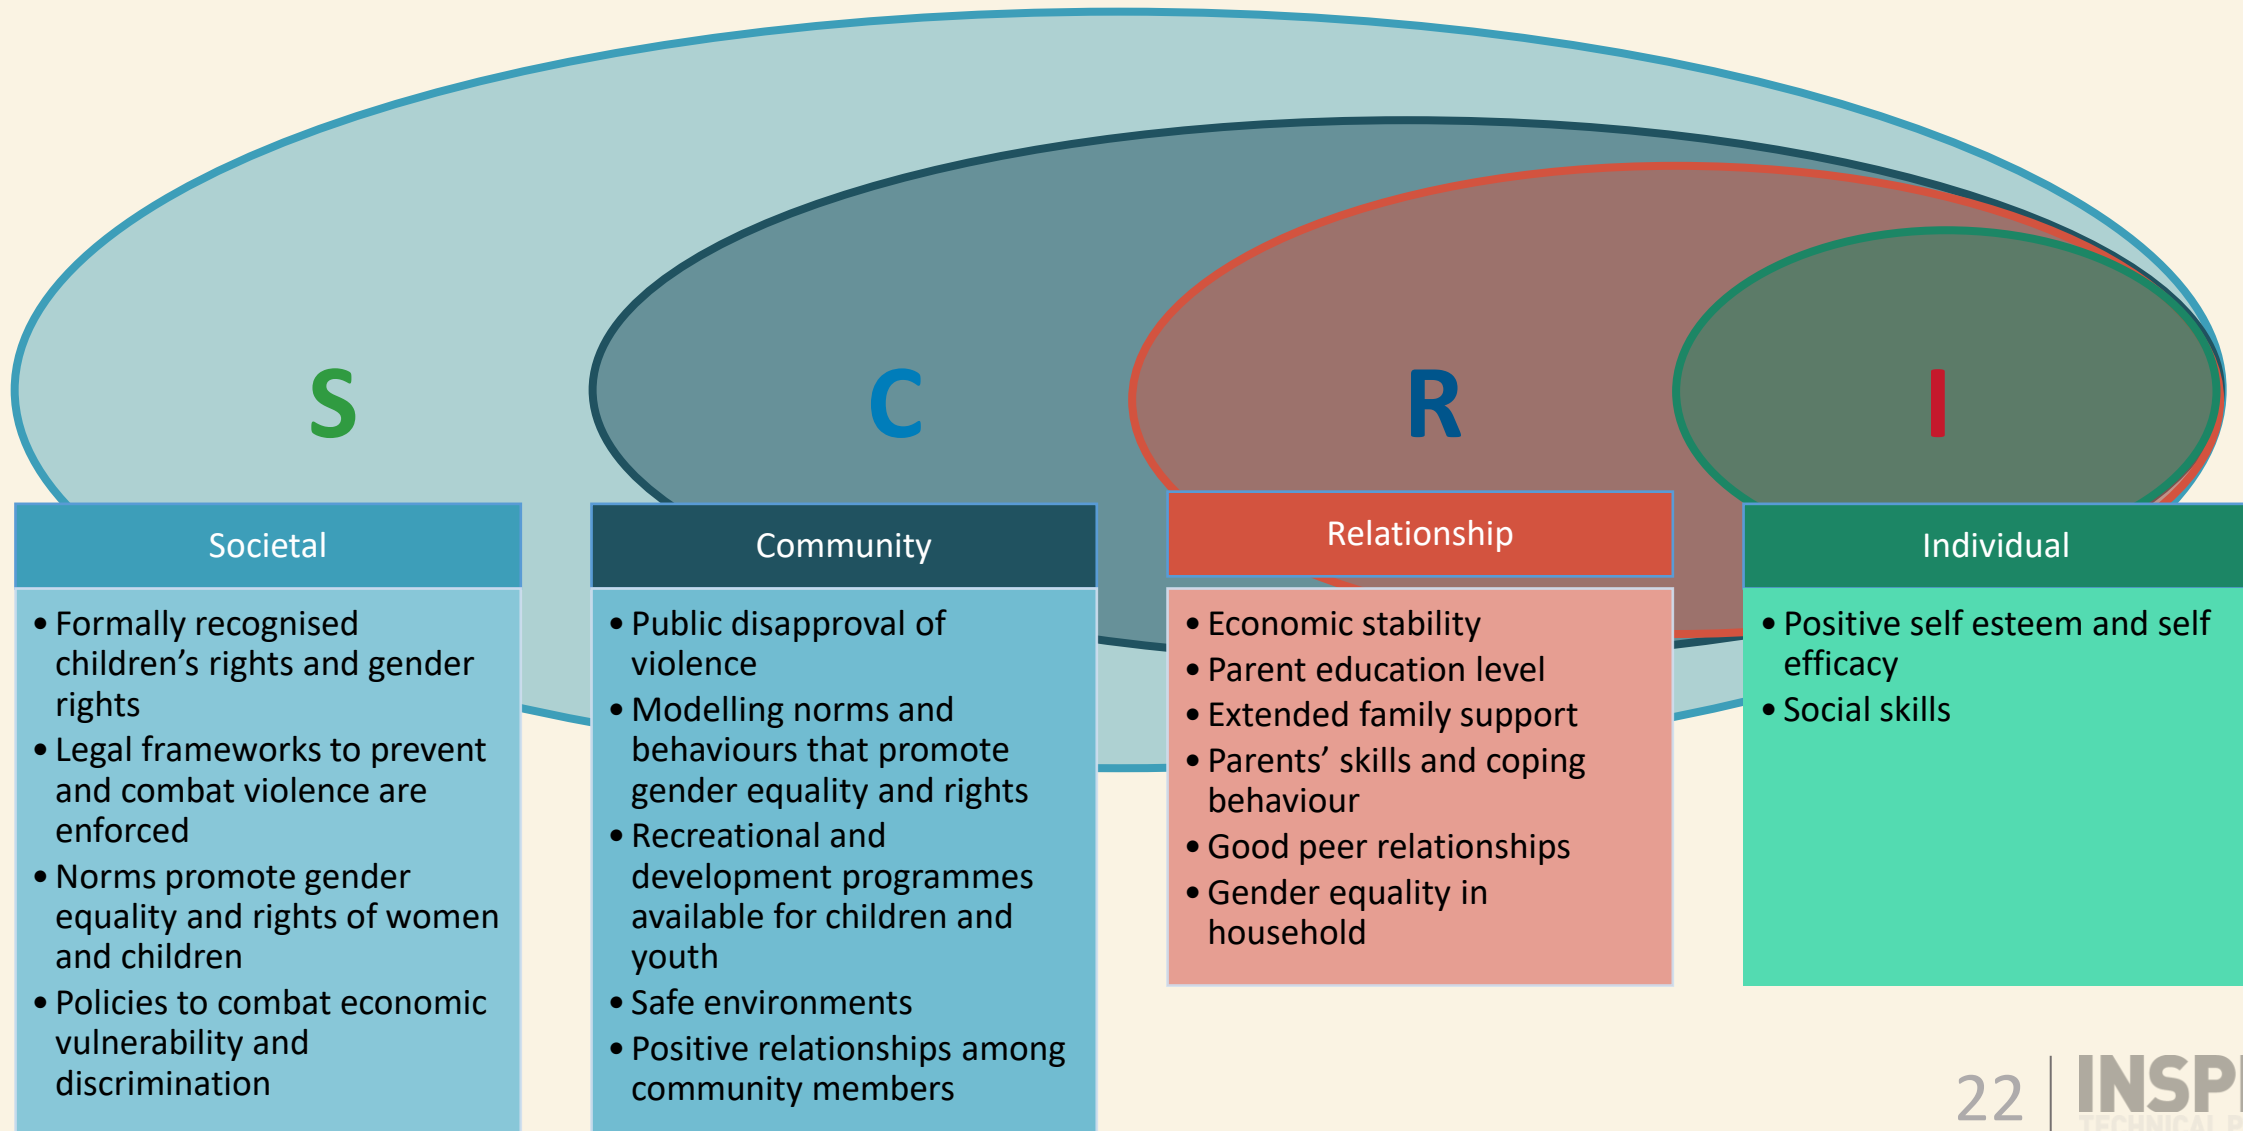 S
C
R
I
Societal
• Formally recognised
children's rights and gender
rights
• Legal frameworks to prevent
and combat violence are
enforced
• Norms promote gender
equality and rights of women
and children
• Policies to combat economic
vulnerability and
discrimination
Community
• Public disapproval of
violence
• Modelling norms and
behaviours that promote
gender equality and rights
• Recreational and
development programmes
available for children and
youth
• Safe environments
• Positive relationships among
community members
Relationship
• Economic stability
• Parent education level
• Extended family support
• Parents' skills and coping
behaviour
• Good peer relationships
• Gender equality in
household
Individual
• Positive self esteem and self
efficacy
• Social skills
22
TECHNICAL